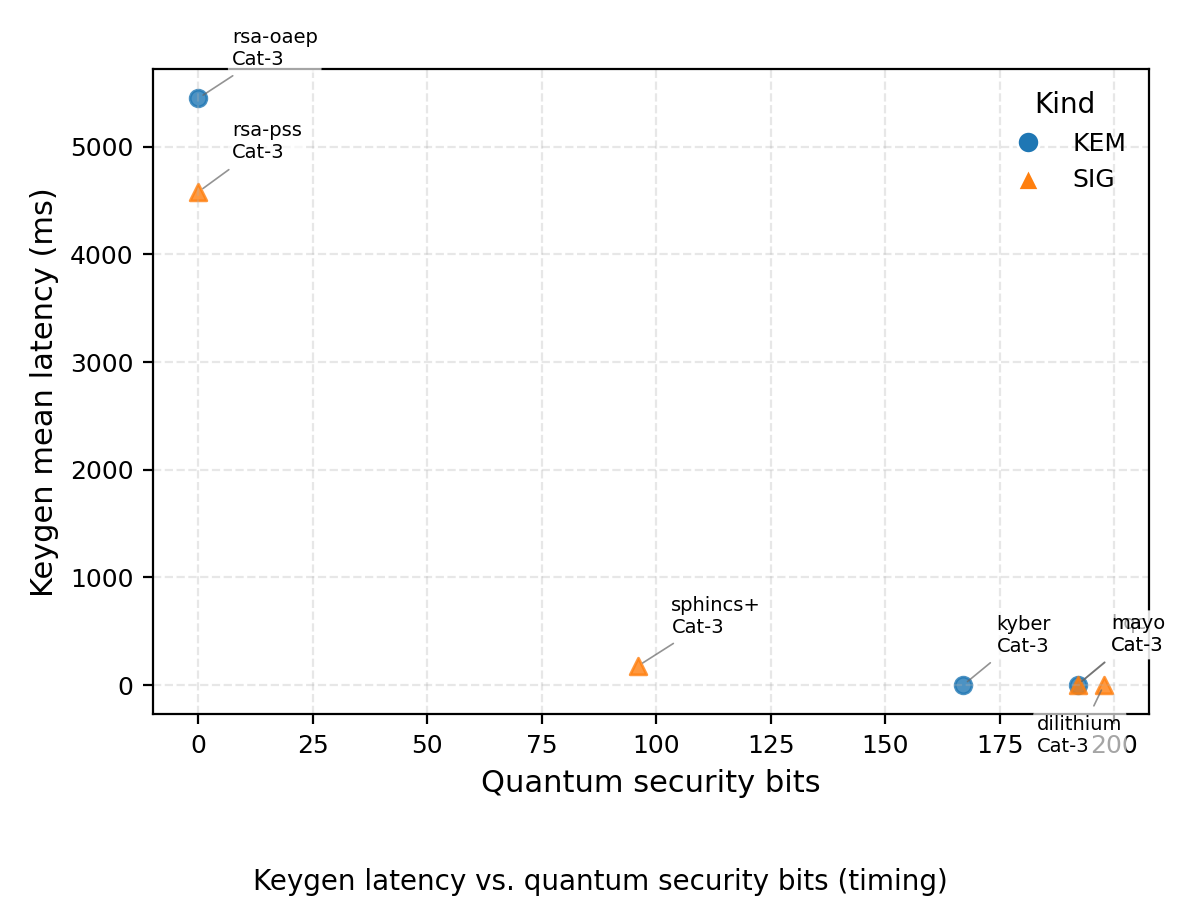 rsa-oaep
Cat-3
rsa-pss
Cat-3
Kind
KEM
SIG
5000
4000
3000
2000
1000
0
Keygen mean latency (ms)
sphincs+
Cat-3
kyber
Cat-3
mayo
Cat-3
dilithium
Cat-3
0 25 50 75 100 125 150 175 200
Quantum security bits
Keygen latency vs. quantum security bits (timing)